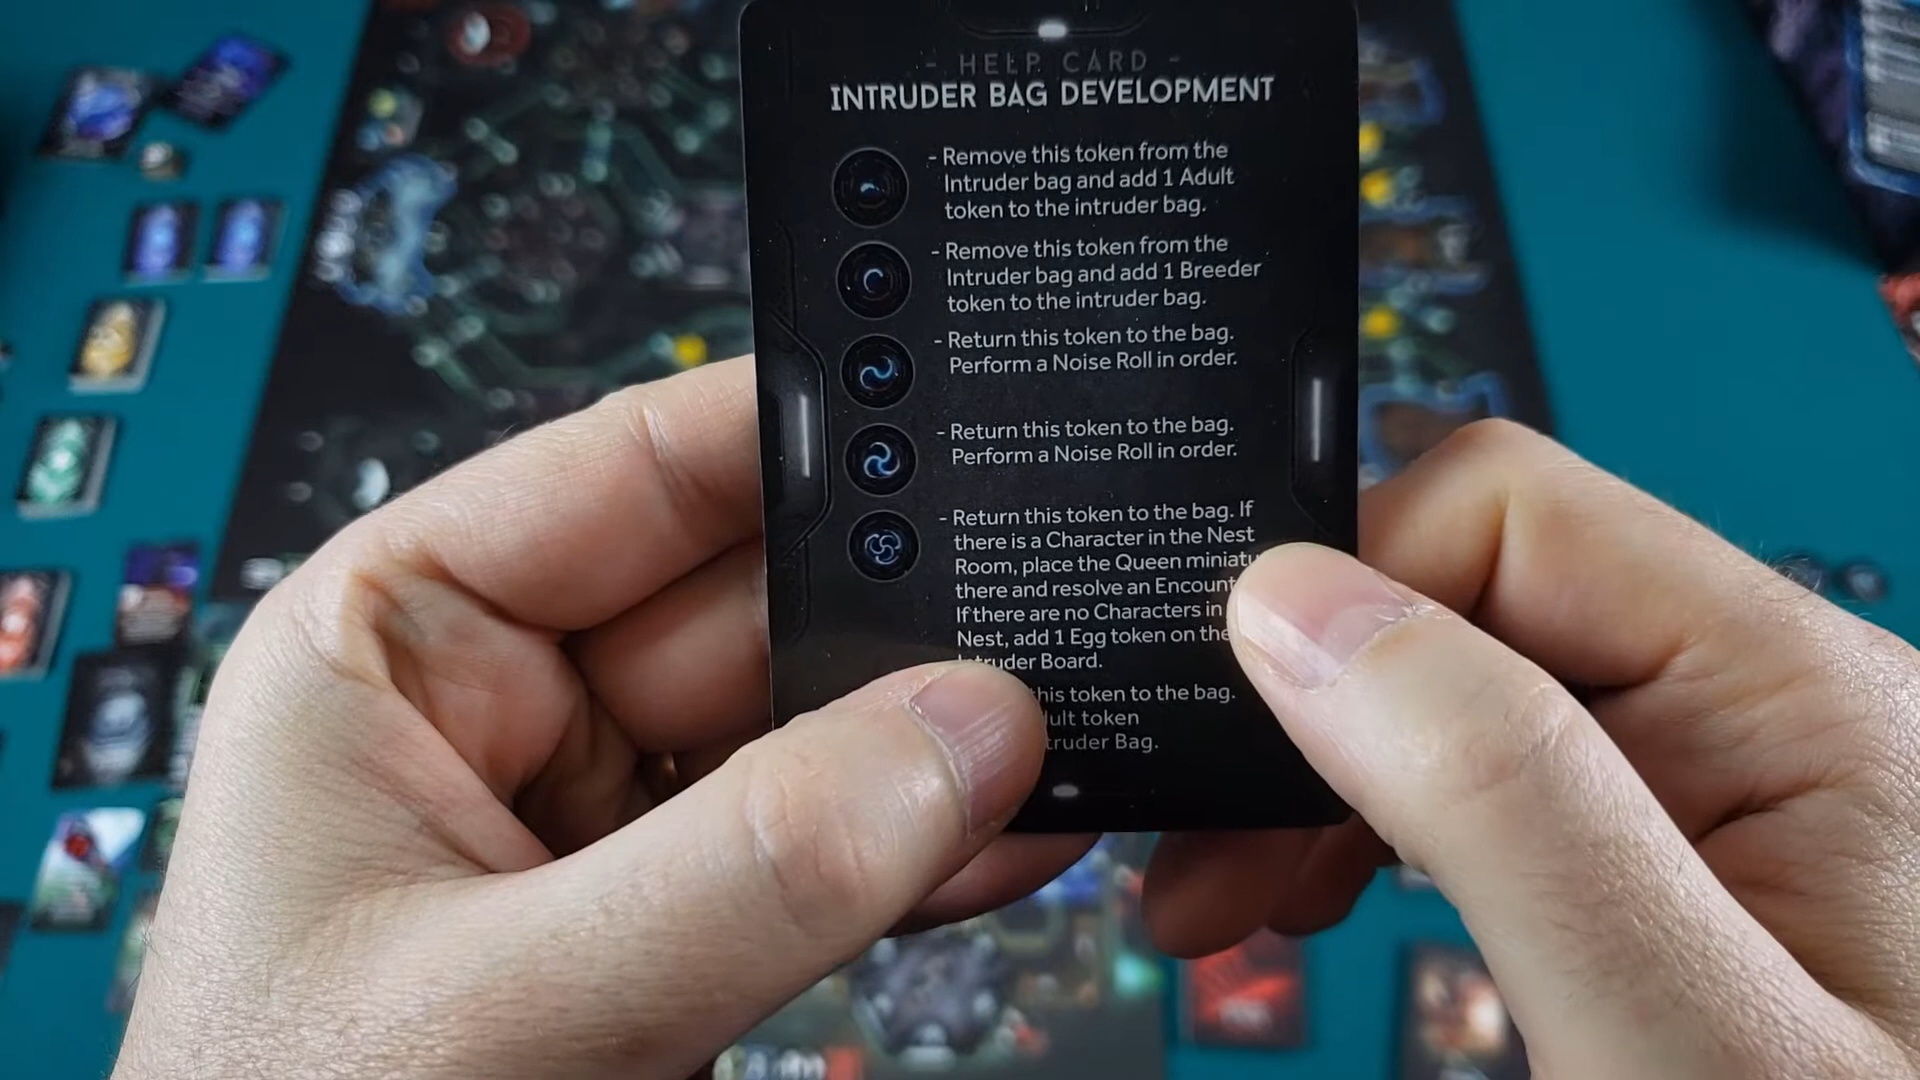 - HELP CARD -
INTRUDER BAG DEVELOPMENT
- Remove this token from the
Intruder bag and add 1 Adult
token to the intruder bag.
- Remove this token from the
Intruder bag and add 1 Breeder
token to the intruder bag.
- Return this token to the bag.
Perform a Noise Roll in order.
- Return this token to the bag.
Perform a Noise Roll in order.
- Return this token to the bag. If
there is a Character in the Nest
Room, place the Queen miniatu
there and resolve an Encount
If there are no Characters in
Nest, add 1 Egg token on the
truder Board.
this token to the bag.
dult token
truder Bag.